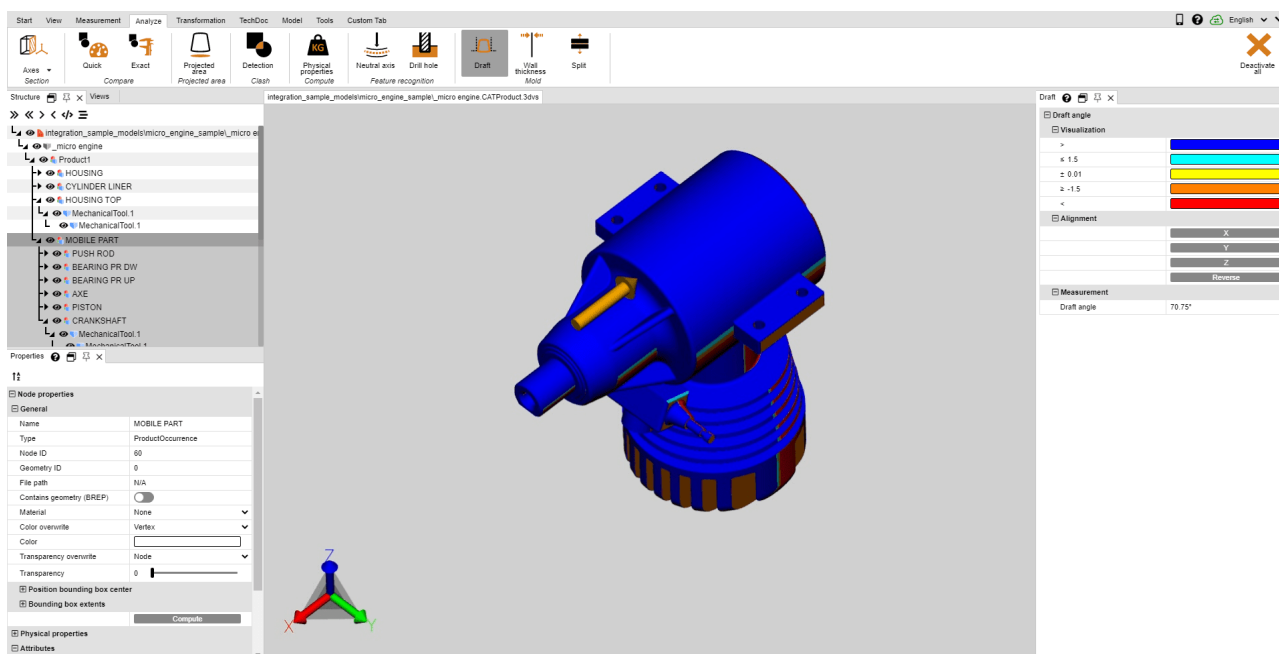 Start View Measurement Analyze Transformation TechDoc Model Tools Custom Tab English
Axes Quick Exact Projected area Detection Physical properties Neutral axis Drill hole Draft Wall thickness Split Deactivate all
Section Compare Projected area Clash Compute Feature recognition Mold
KG
Structure Views
integration_sample_models\micro_engine_sample\_micro engine.CATProduct.3dvs
integration_sample_models\micro_engine_sample\_micro e
_micro engine
Product1
HOUSING
CYLINDER LINER
HOUSING TOP
MechanicalTool.1
MechanicalTool.1
MOBILE PART
PUSH ROD
BEARING PR DW
BEARING PR UP
AXE
PISTON
CRANKSHAFT
MechanicalTool.1
MechanicalTool.1
Properties
Node properties
General
Name MOBILE PART
Type ProductOccurrence
Node ID 60
Geometry ID 0
File path N/A
Contains geometry (BREP)
Material None
Color overwrite Vertex
Color
Transparency overwrite Node
Transparency 0
Position bounding box center
Bounding box extents
Compute
Physical properties
Attributes
Z
X
Y
Draft
Draft angle
Visualization
>
≤ 1.5
± 0.01
≥ -1.5
<
Alignment
X
Y
Z
Reverse
Measurement
Draft angle 70.75°